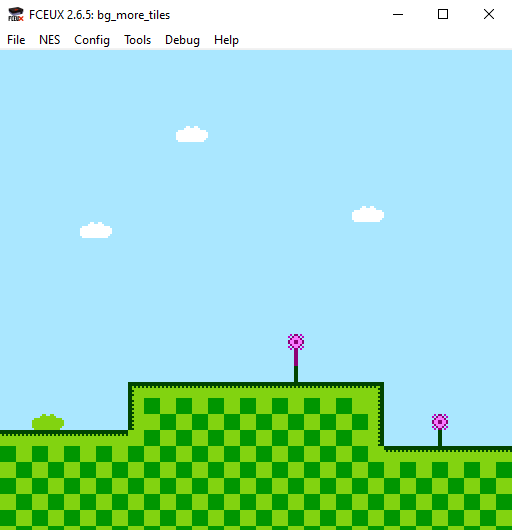 FCEUX 2.6.5: bg_more_tiles
File NES Config Tools Debug Help